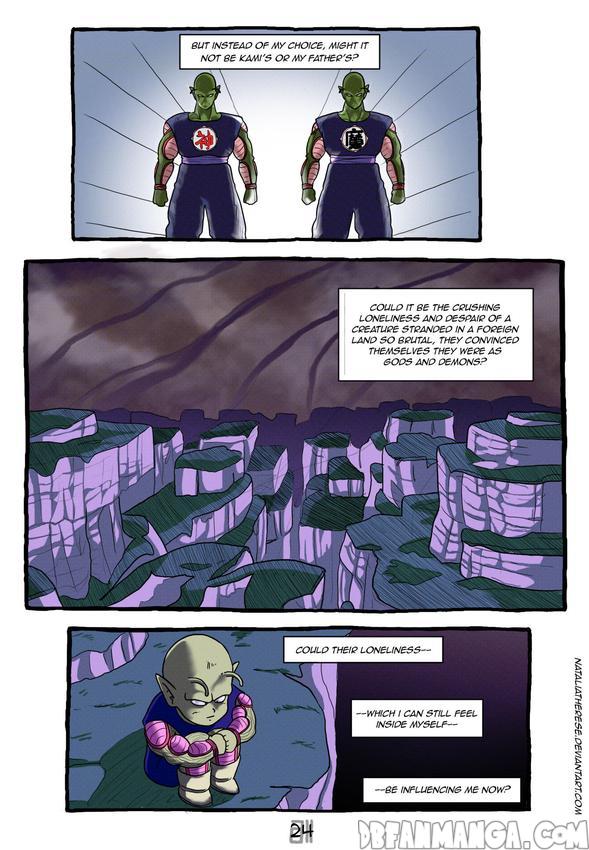 BUT INSTEAD OF MY CHOICE, MIGHT IT
NOT BE KAMI'S OR MY FATHER'S?
神
魔
COULD IT BE THE CRUSHING
LONELINESS AND DESPAIR OF A
CREATURE STRANDED IN A FOREIGN
LAND SO BRUTAL, THEY CONVINCED
THEMSELVES THEY WERE AS
GODS AND DEMONS?
COULD THEIR LONELINESS--
--WHICH I CAN STILL FEEL
INSIDE MYSELF--
--BE INFLUENCING ME NOW?
NATALIATHERESE.DEVIANTART.COM
24
DBFANMANGA.COM